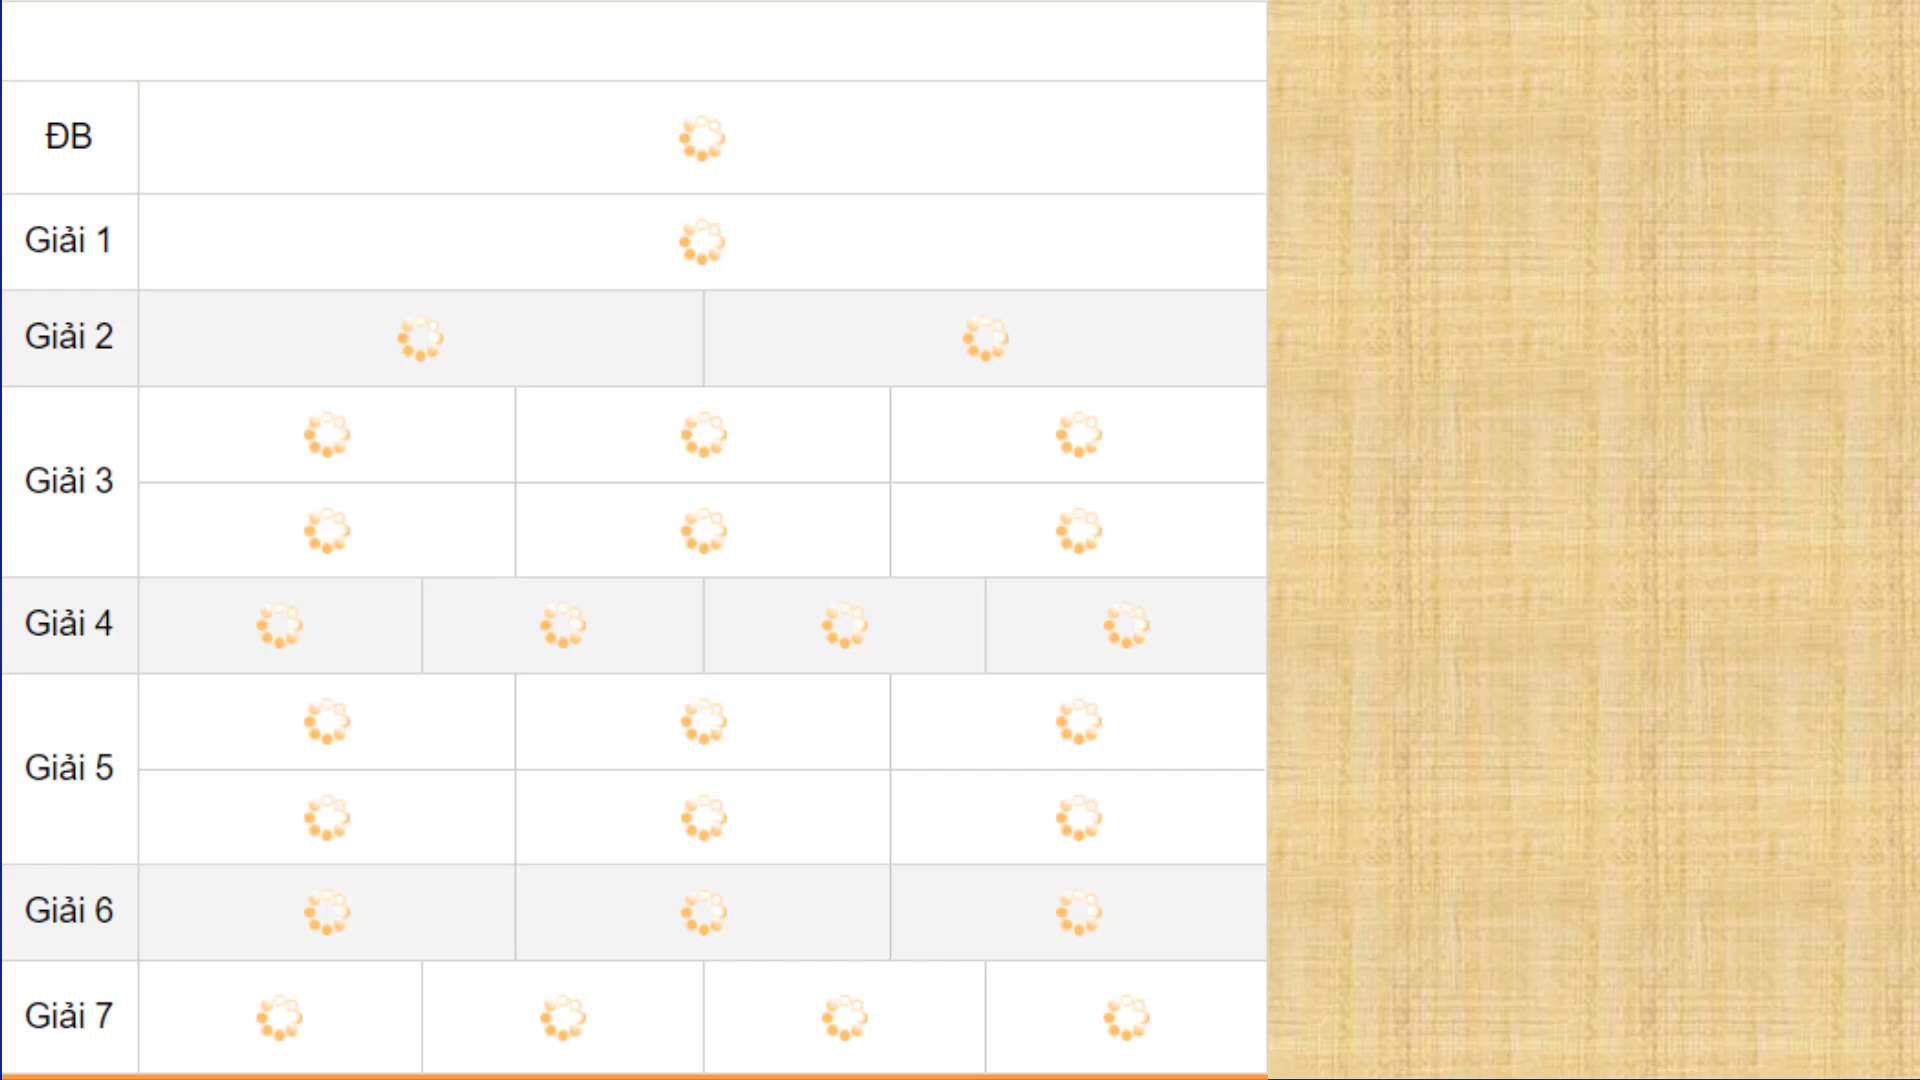 ĐB
Giải 1
Giải 2
Giải 3
Giải 4
Giải 5
Giải 6
Giải 7